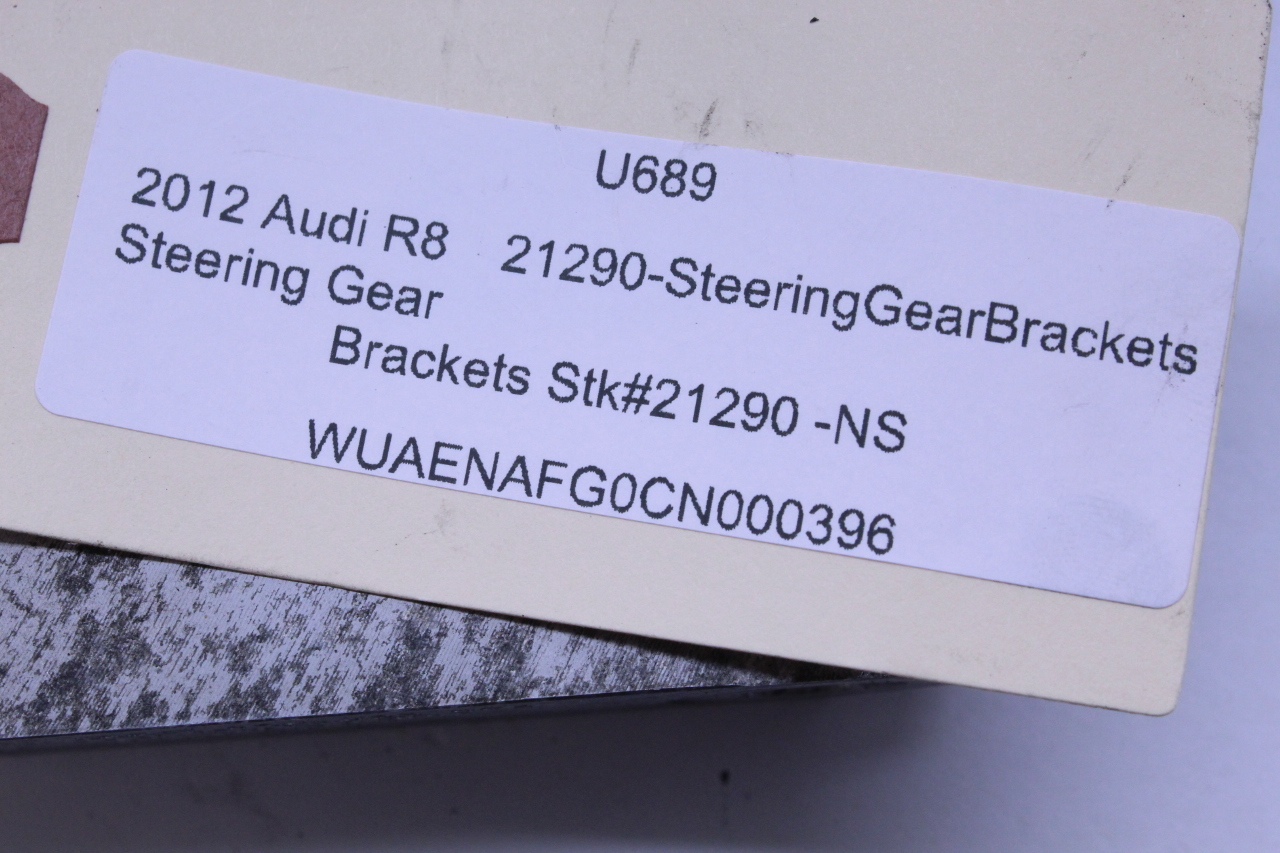 U689
2012 Audi R8 21290-SteeringGearBrackets
Steering Gear
Brackets Stk#21290 -NS
WUAENAFG0CN000396